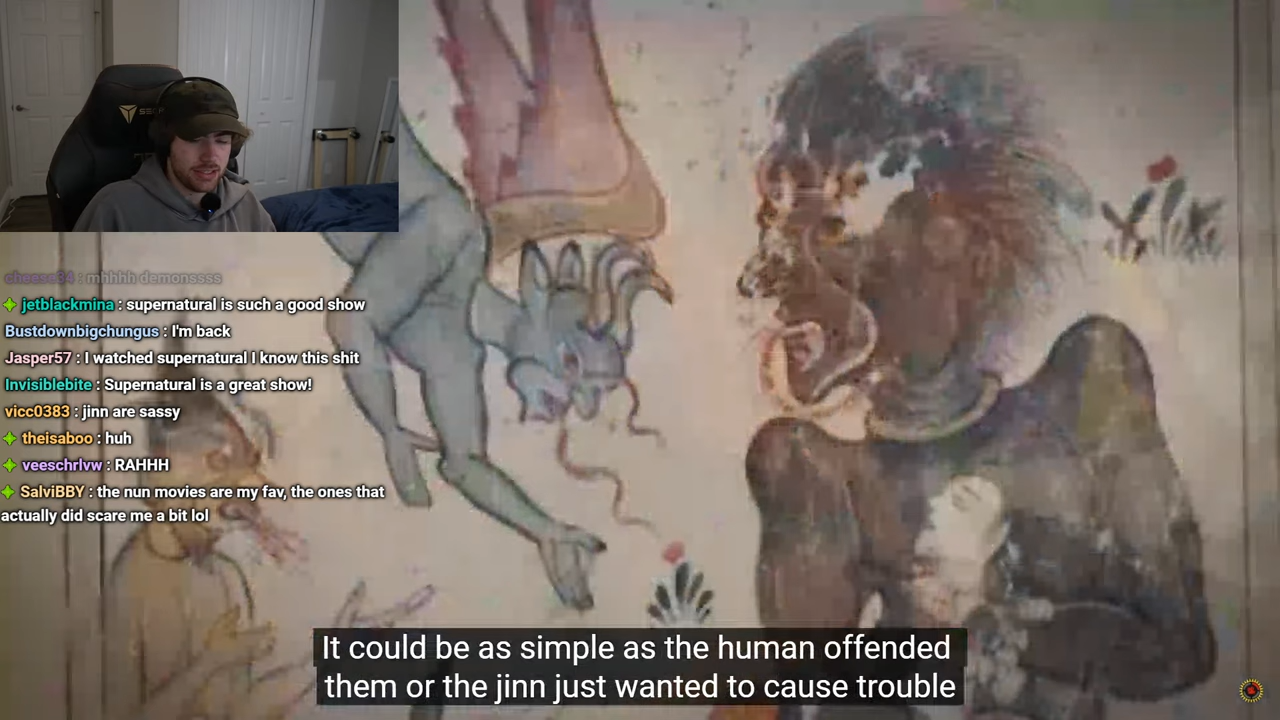 cheese34 : mhhhh demonssss
jetblackmina : supernatural is such a good show
Bustdownbigchungus : I'm back
Jasper57 : I watched supernatural I know this shit
Invisiblebite : Supernatural is a great show!
vicc0383 : jinn are sassy
theisaboo : huh
veeschrlvw : RAHHH
SalviBBY : the nun movies are my fav, the ones that
actually did scare me a bit lol
It could be as simple as the human offended
them or the jinn just wanted to cause trouble